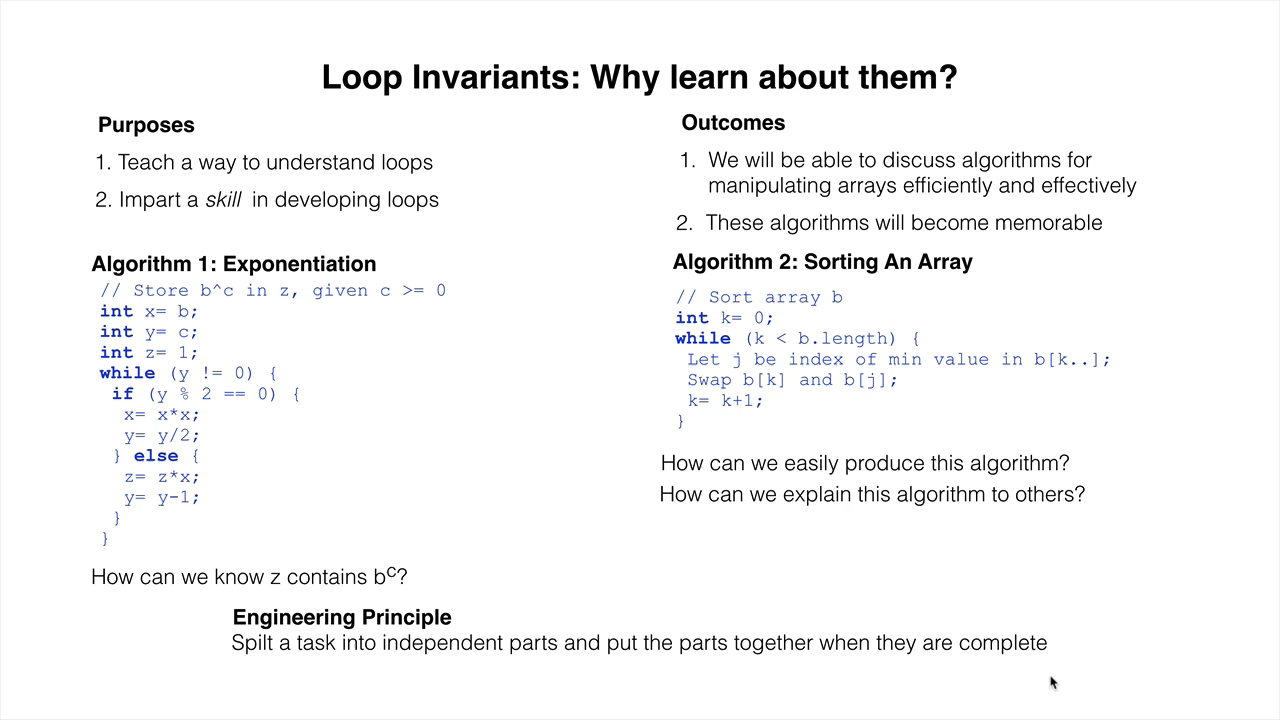 Loop Invariants: Why learn about them?
Purposes
1. Teach a way to understand loops
2. Impart a skill in developing loops
Outcomes
1. We will be able to discuss algorithms for
manipulating arrays efficiently and effectively
2. These algorithms will become memorable
Algorithm 1: Exponentiation
// Store b^c in z, given c >= 0
int x= b;
int y= c;
int z= 1;
while (y != 0) {
if (y % 2 == 0) {
x= x*x;
y= y/2;
} else {
z= z*x;
y= y-1;
}
}
How can we know z contains b^c?
Algorithm 2: Sorting An Array
// Sort array b
int k= 0;
while (k < b.length) {
Let j be index of min value in b[k..];
Swap b[k] and b[j];
k= k+1;
}
How can we easily produce this algorithm?
How can we explain this algorithm to others?
Engineering Principle
Spilt a task into independent parts and put the parts together when they are complete